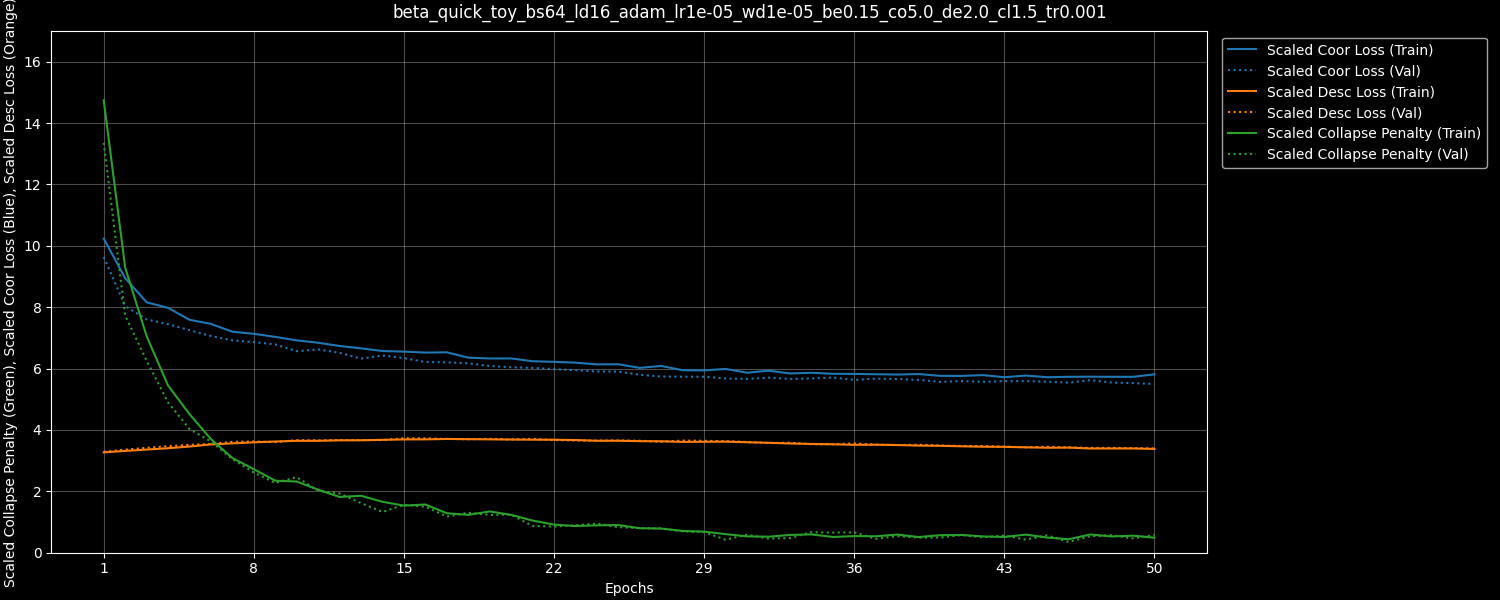 beta_quick_toy_bs64_ld16_adam_lr1e-05_wd1e-05_be0.15_co5.0_de2.0_cl1.5_tr0.001
Scaled Collapse Penalty (Green), Scaled Coor Loss (Blue), Scaled Desc Loss (Orange)
16
14
12
10
8
6
4
2
0
1 8 15 22 29 36 43 50
Epochs
Scaled Coor Loss (Train)
Scaled Coor Loss (Val)
Scaled Desc Loss (Train)
Scaled Desc Loss (Val)
Scaled Collapse Penalty (Train)
Scaled Collapse Penalty (Val)